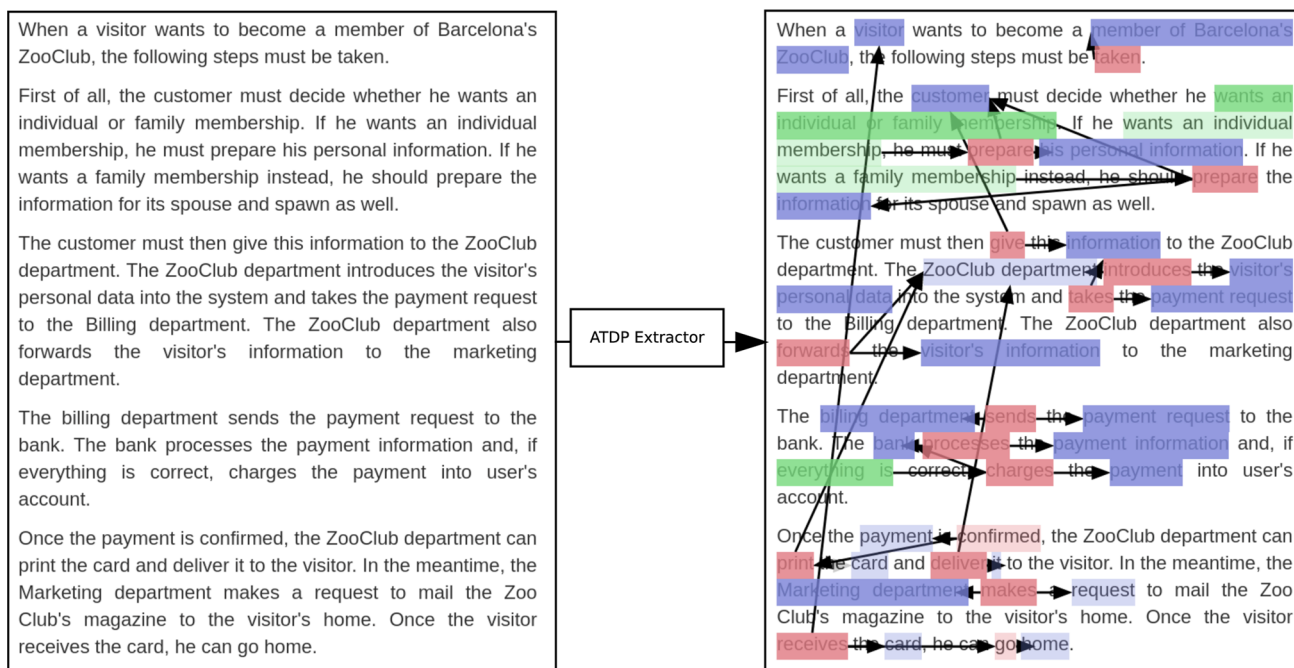 When a visitor wants to become a member of Barcelona's
ZooClub, the following steps must be taken.
First of all, the customer must decide whether he wants an
individual or family membership. If he wants an individual
membership, he must prepare his personal information. If he
wants a family membership instead, he should prepare the
information for its spouse and spawn as well.
The customer must then give this information to the ZooClub
department. The ZooClub department introduces the visitor's
personal data into the system and takes the payment request
to the Billing department. The ZooClub department also
forwards the visitor's information to the marketing
department.
The billing department sends the payment request to the
bank. The bank processes the payment information and, if
everything is correct, charges the payment into user's
account.
Once the payment is confirmed, the ZooClub department can
print the card and deliver it to the visitor. In the meantime, the
Marketing department makes a request to mail the Zoo
Club's magazine to the visitor's home. Once the visitor
receives the card, he can go home.
ATDP Extractor
When a visitor wants to become a member of Barcelona's
ZooClub, the following steps must be taken.
First of all, the customer must decide whether he wants an
individual or family membership. If he wants an individual
membership, he must prepare his personal information. If he
wants a family membership instead, he should prepare the
information for its spouse and spawn as well.
The customer must then give this information to the ZooClub
department. The ZooClub department introduces the visitor's
personal data into the system and takes the payment request
to the Billing department. The ZooClub department also
forwards the visitor's information to the marketing
department.
The billing department sends the payment request to the
bank. The bank processes the payment information and, if
everything is correct, charges the payment into user's
account.
Once the payment is confirmed, the ZooClub department can
print the card and deliver it to the visitor. In the meantime, the
Marketing department makes a request to mail the Zoo
Club's magazine to the visitor's home. Once the visitor
receives the card, he can go home.